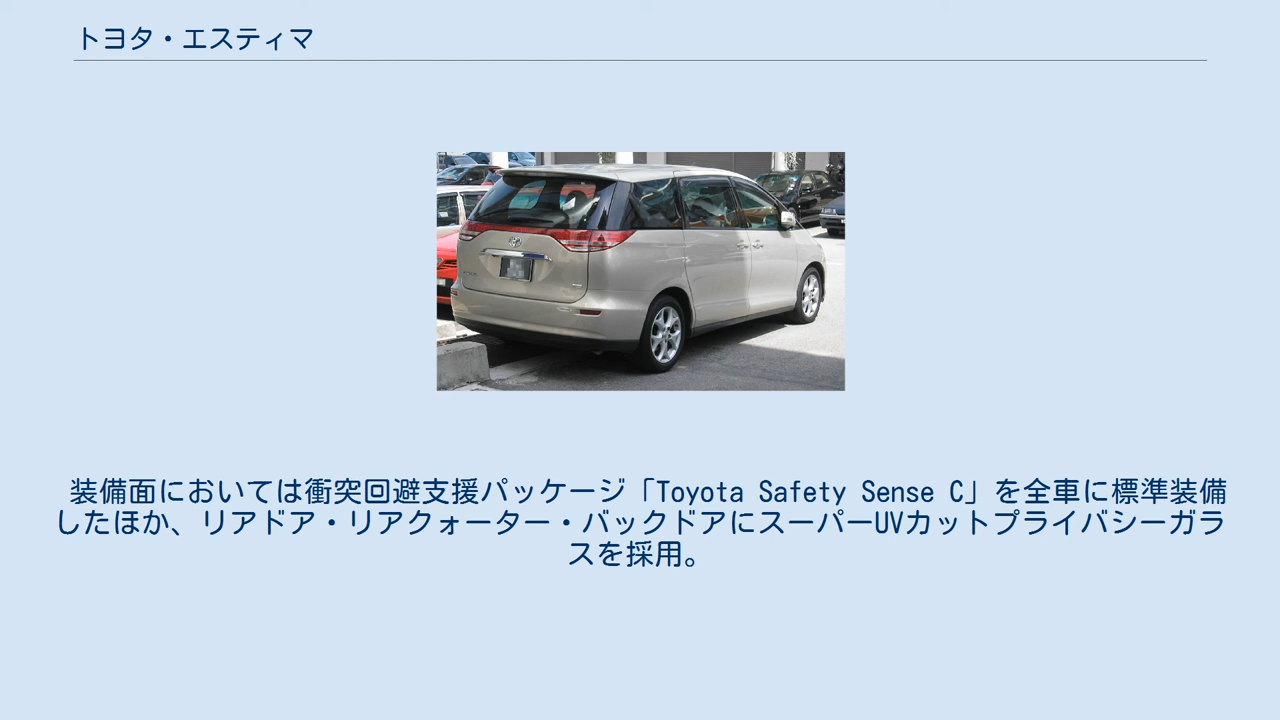 トヨタ・エスティマ
装備面においては衝突回避支援パッケージ「Toyota Safety Sense C」を全車に標準装備
したほか、リアドア・リアクォーター・バックドアにスーパーUVカットプライバシーガラ
スを採用。